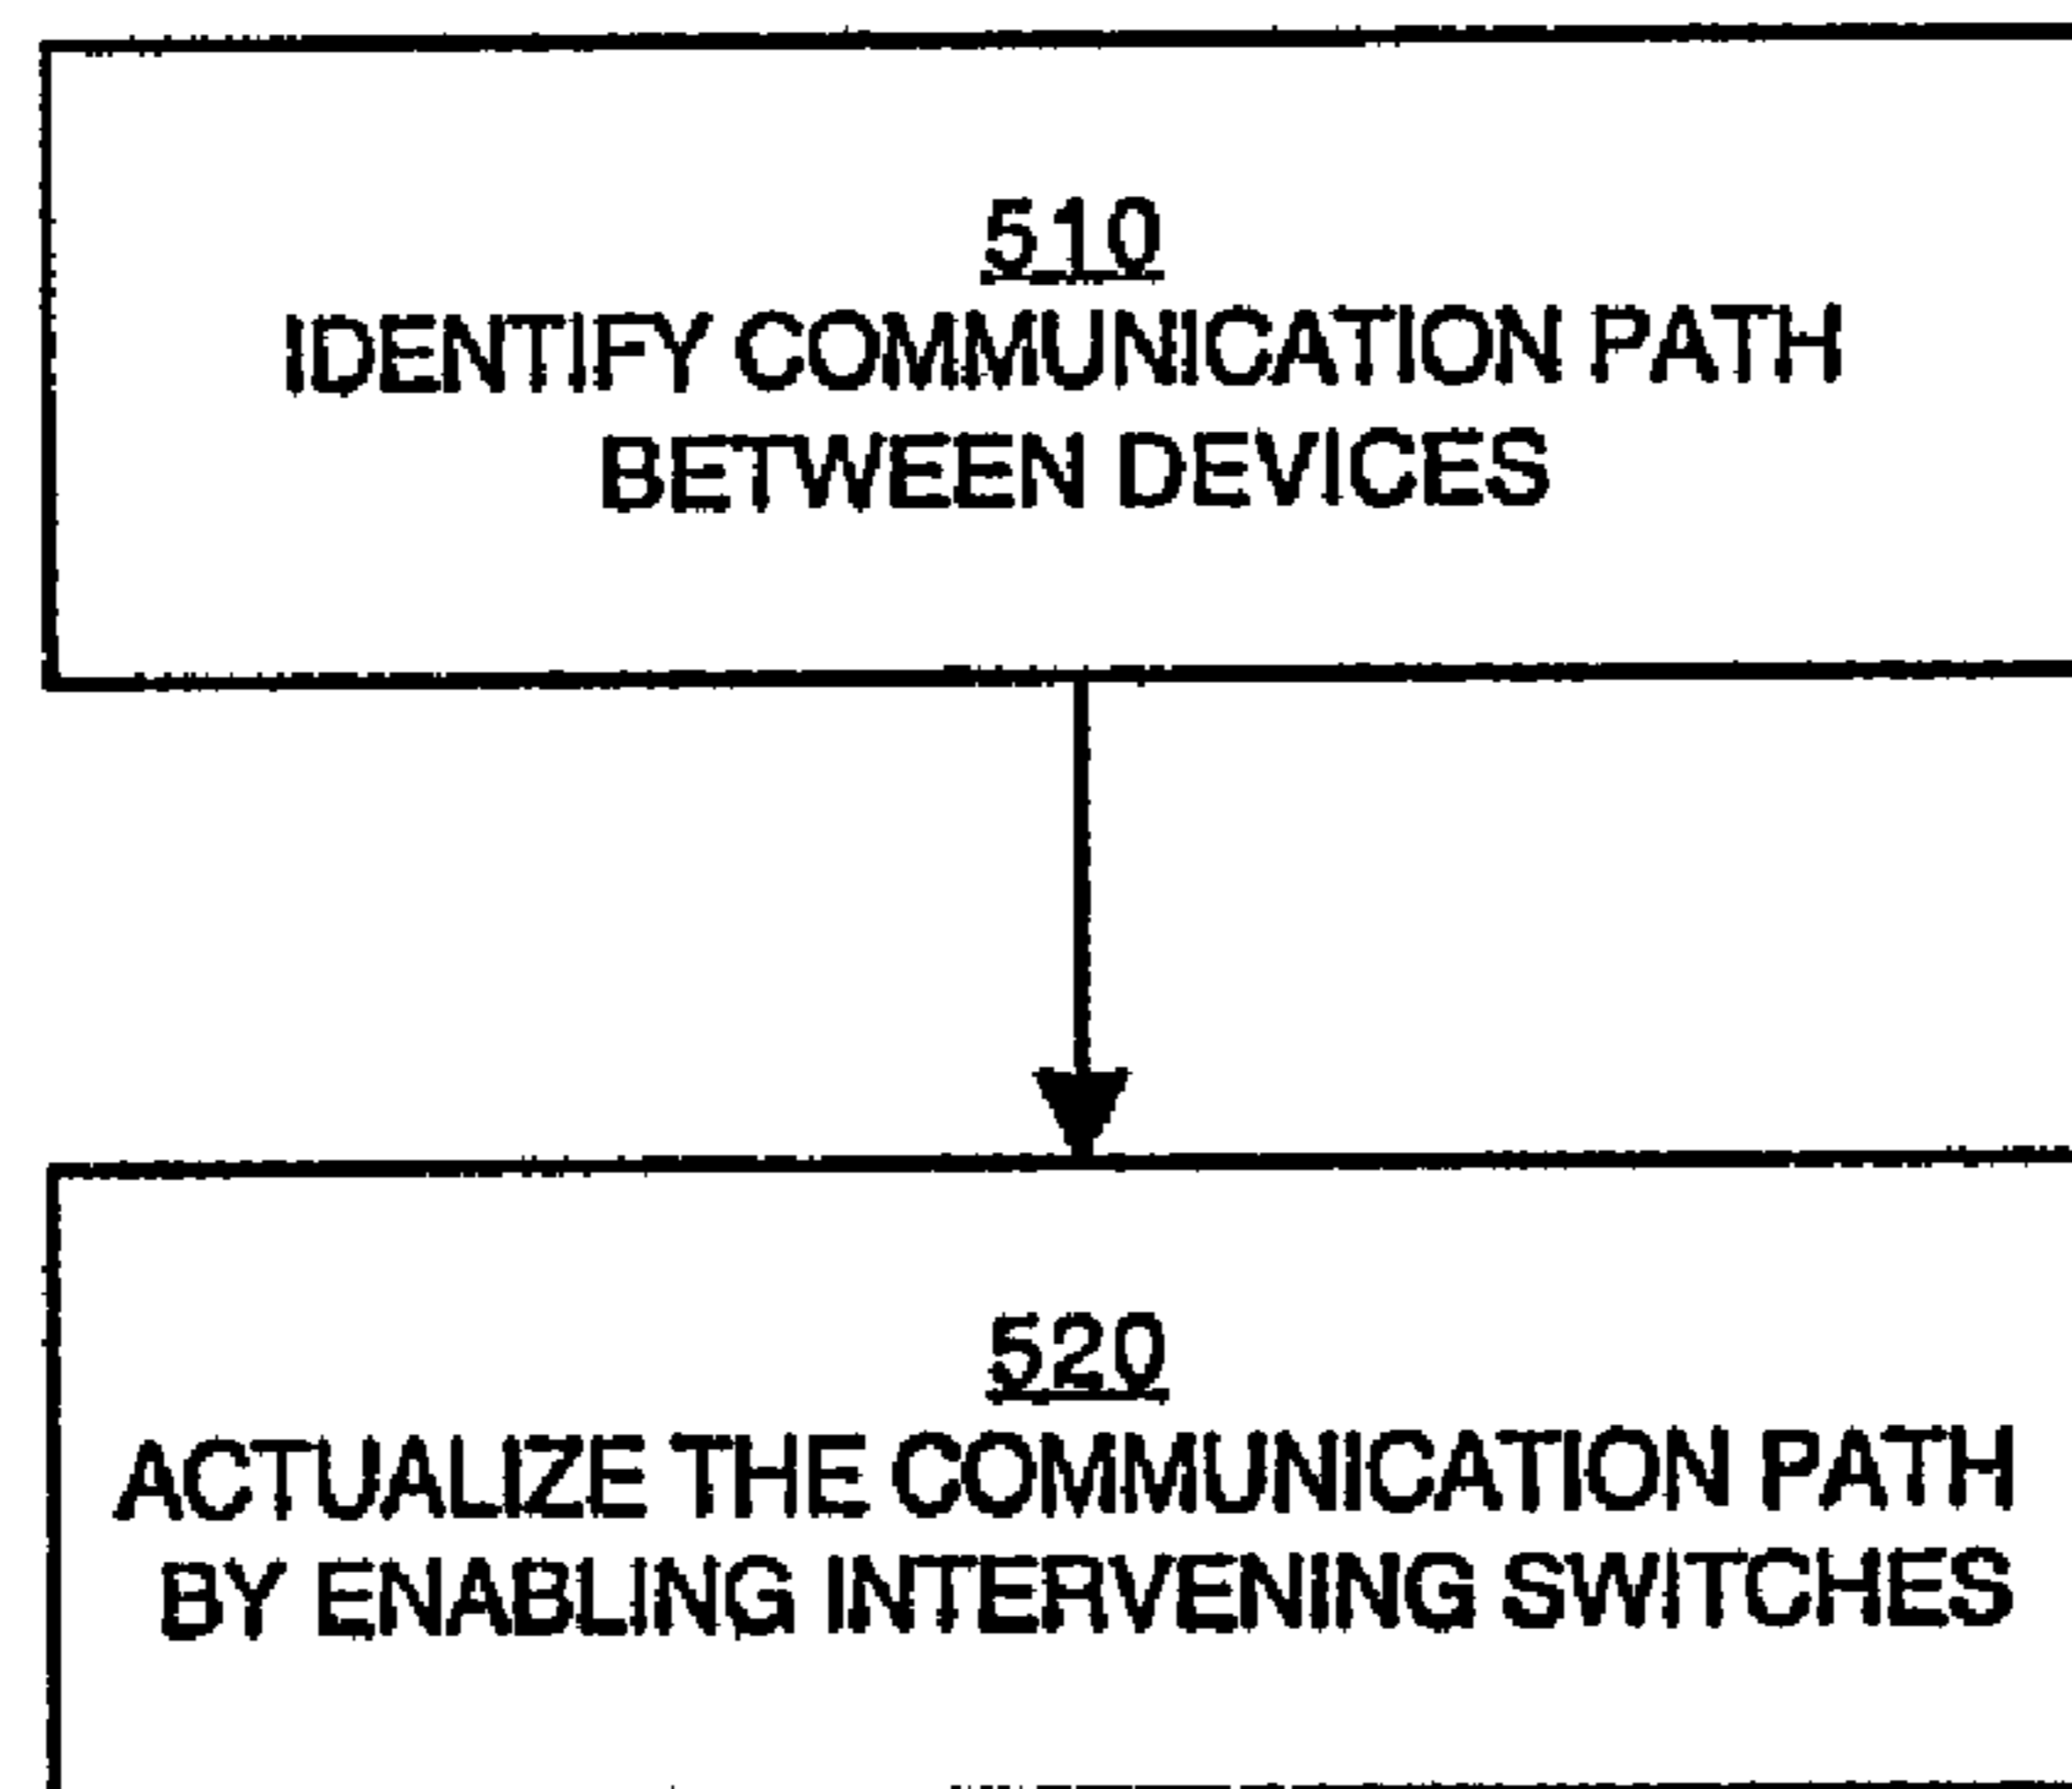 510
IDENTIFY COMMUNICATION PATH
BETWEEN DEVICES
520
ACTUALIZE THE COMMUNICATION PATH
BY ENABLING INTERVENING SWITCHES